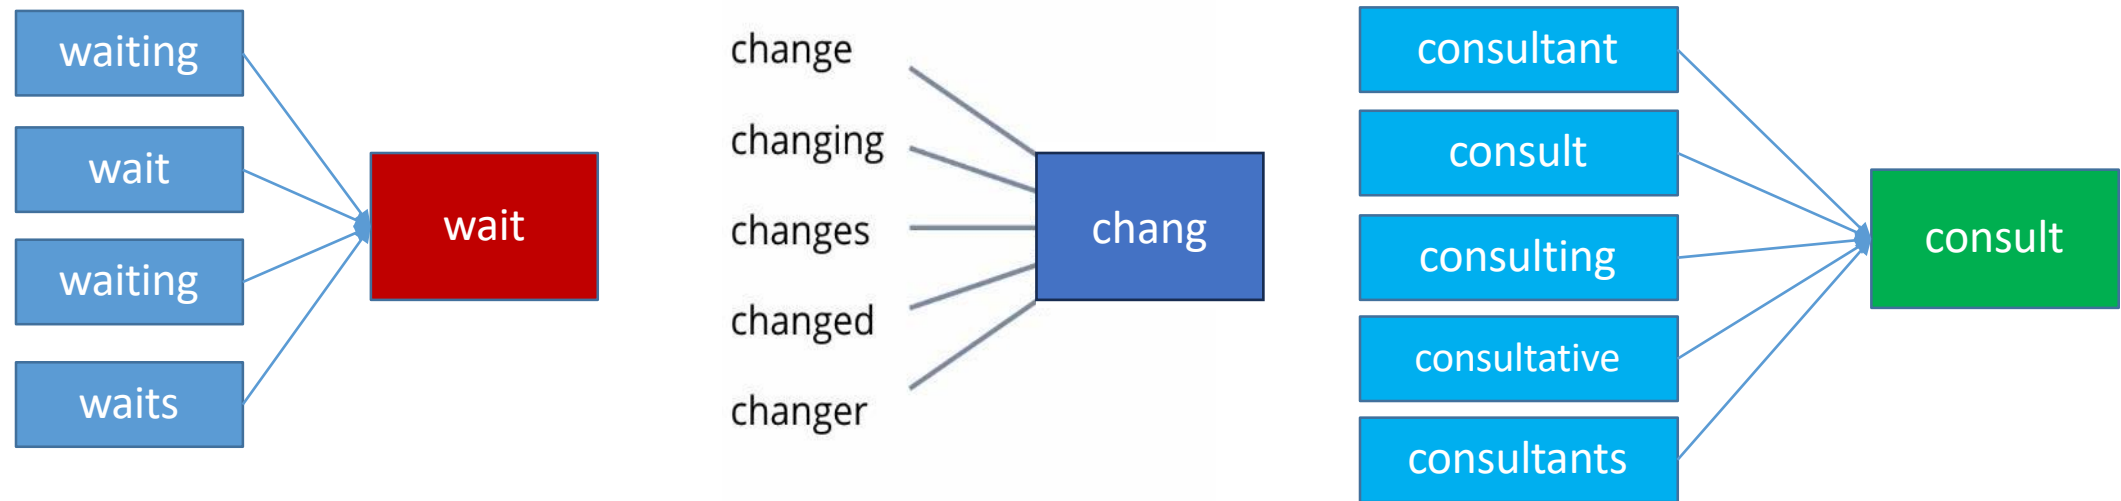 waiting
wait
waiting
waits
wait
change
changing
changes
changed
changer
chang
consultant
consult
consulting
consultative
consultants
consult